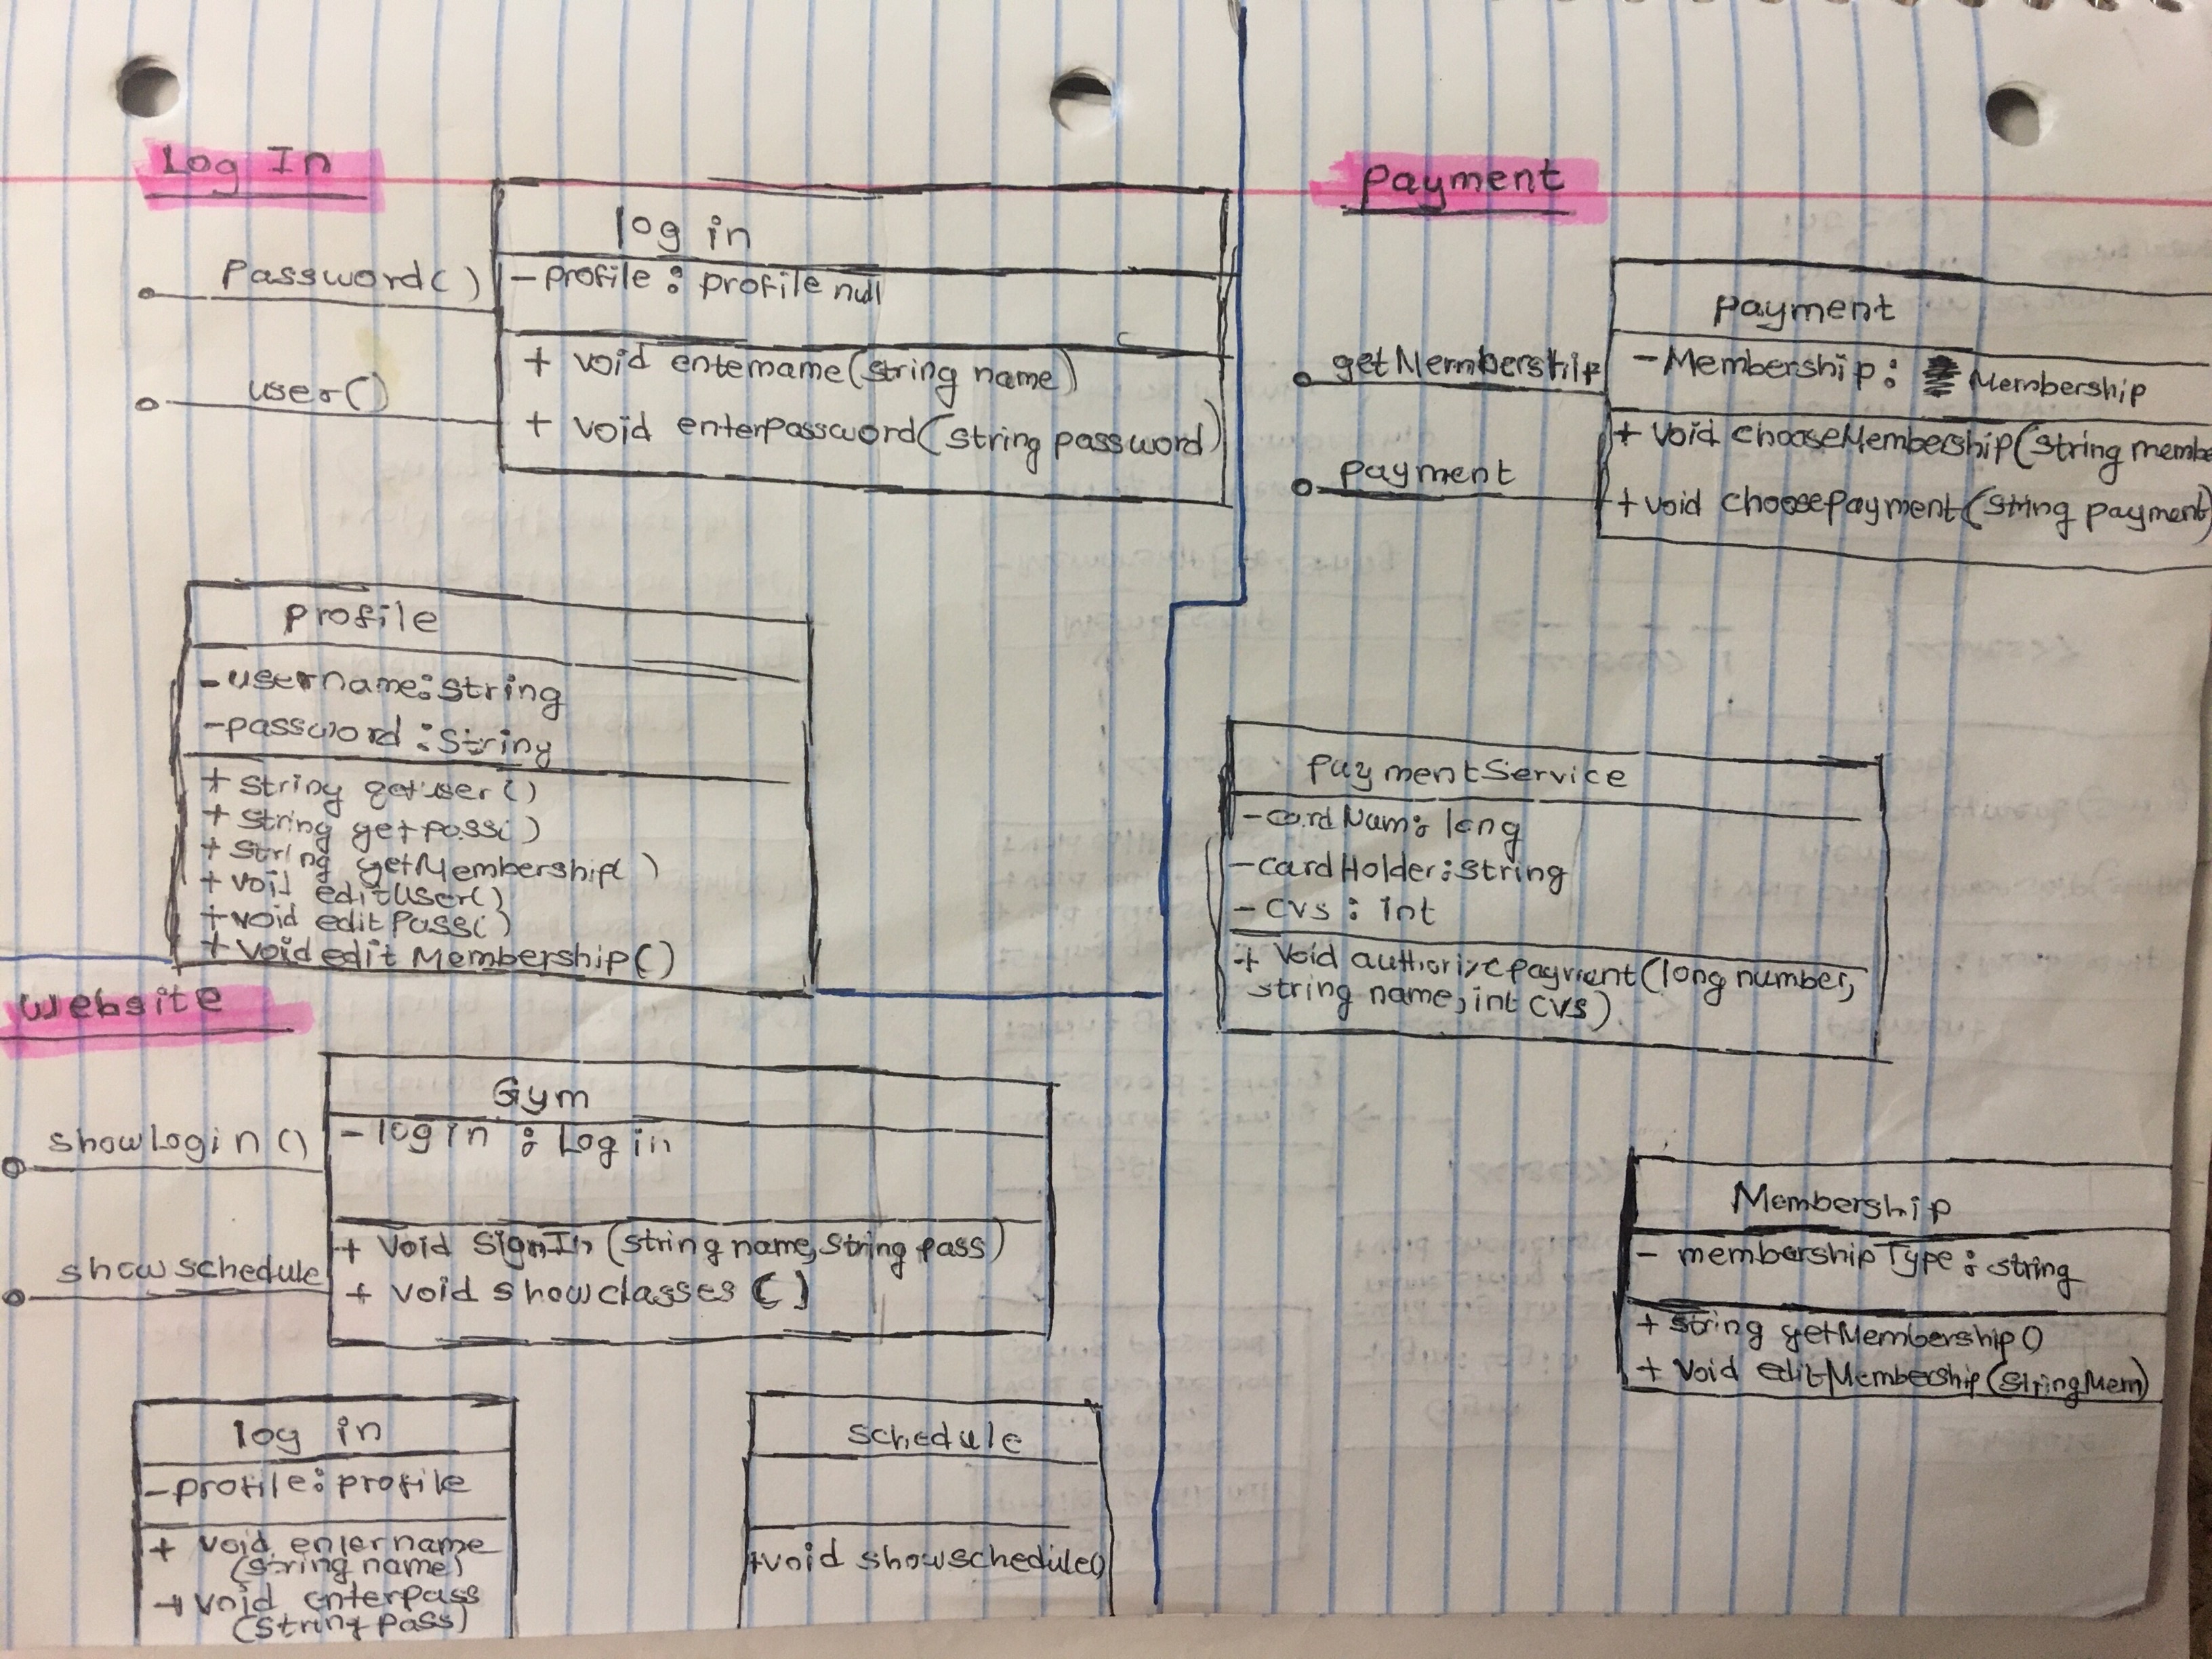 Log In
log in
Password()
- profile : profile null
user()
+ void entername(string name)
+ void enterpassword(string password)
Profile
- username: string
- password : String
+ string getuser()
+ string getpass()
+ string getMembership( )
+ void editUser()
+ void editPass()
+ void edit Membership()
Website
Gym
showLogin()
- login : Log in
showschedule
+ void SignIn (string name, string pass)
+ void showclasses ()
log in
- profile: profile
+ void enter name
(string name)
+ void enterpass
(string pass)
schedule
+void showschedule()
Payment
payment
getMembership
- Membership: Membership
payment
+ void chooseMembership(string membe
+ void choosepayment(string payment)
paymentService
- cardNum: long
- cardHolder: String
- cvs : int
+ void authorizepayment(long number,
string name, int cvs)
Membership
- membershipType: string
+ string getMembership()
+ void editMembership(stringMem)